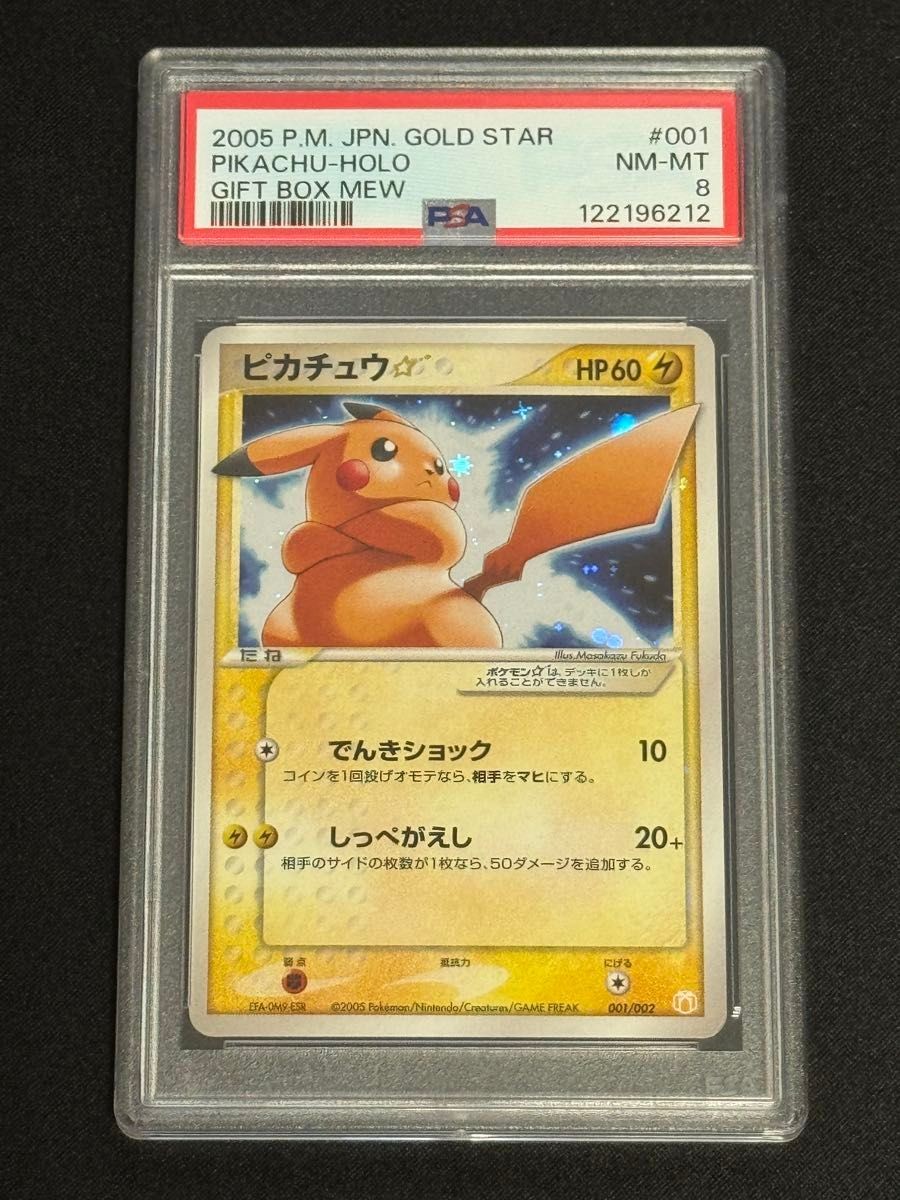 2005 P.M. JPN. GOLD STAR #001
PIKACHU-HOLO NM-MT
GIFT BOX MEW 8
PSA 122196212
ピカチュウ☆ HP60
たね
Illus.Masakazu Fukuda
ポケモン☆は、デッキに1枚しか
入れることができません。
でんきショック 10
コインを1回投げオモテなら、相手をマヒにする。
しっぺがえし 20+
相手のサイドの枚数が1枚なら、50ダメージを追加する。
弱点 抵抗力 にげる
EFA-0M9-ESR ©2005 Pokémon/Nintendo/Creatures/GAME FREAK 001/002